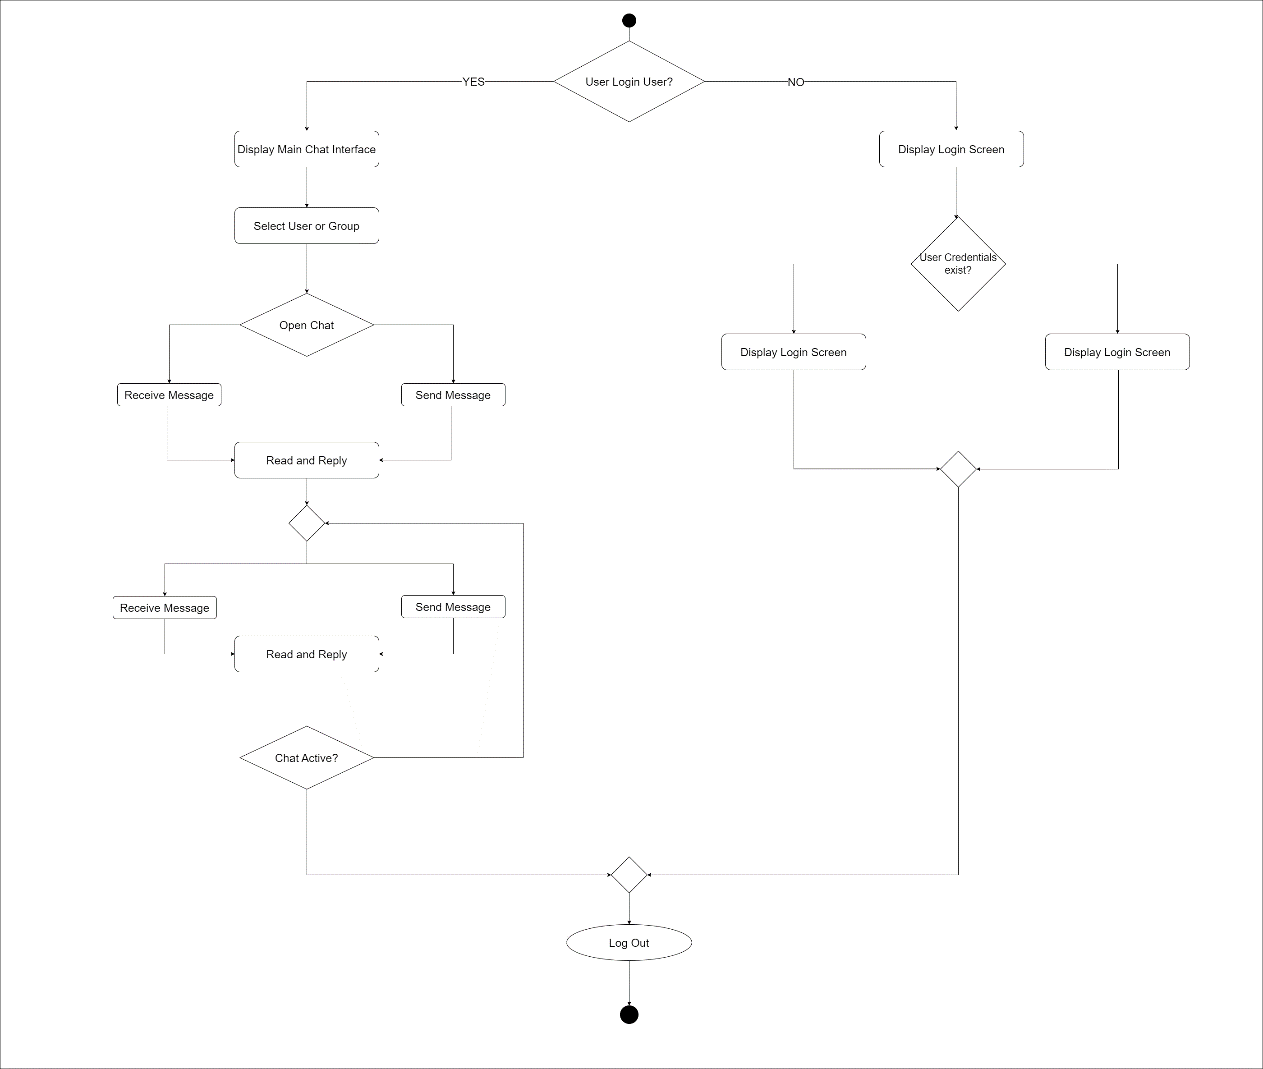 User Login User?
YES
NO
Display Main Chat Interface
Display Login Screen
Select User or Group
User Credentials
exist?
Open Chat
Display Login Screen
Display Login Screen
Receive Message
Send Message
Read and Reply
Receive Message
Send Message
Read and Reply
Chat Active?
Log Out